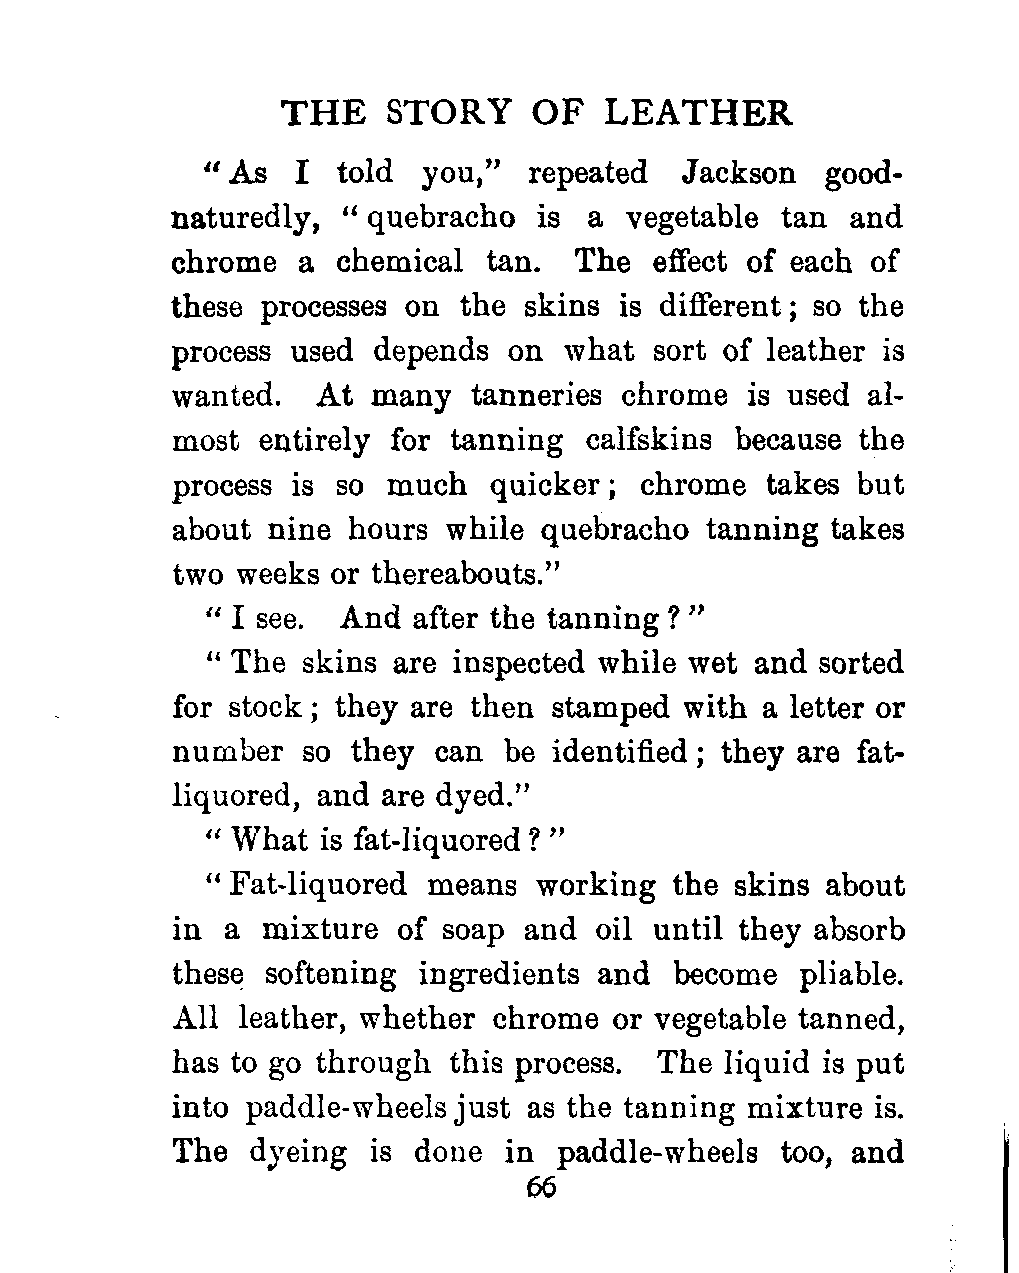 THE STORY OF LEATHER
“ As I told you,” repeated Jackson good-
naturedly, “ quebracho is a vegetable tan and
chrome a chemical tan. The effect of each of
these processes on the skins is different ; so the
process used depends on what sort of leather is
wanted. At many tanneries chrome is used al-
most entirely for tanning calfskins because the
process is so much quicker ; chrome takes but
about nine hours while quebracho tanning takes
two weeks or thereabouts.”
“ I see. And after the tanning ? ”
“ The skins are inspected while wet and sorted
for stock ; they are then stamped with a letter or
number so they can be identified ; they are fat-
liquored, and are dyed.”
“ What is fat-liquored ? ”
“ Fat-liquored means working the skins about
in a mixture of soap and oil until they absorb
these softening ingredients and become pliable.
All leather, whether chrome or vegetable tanned,
has to go through this process. The liquid is put
into paddle-wheels just as the tanning mixture is.
The dyeing is done in paddle-wheels too, and
66